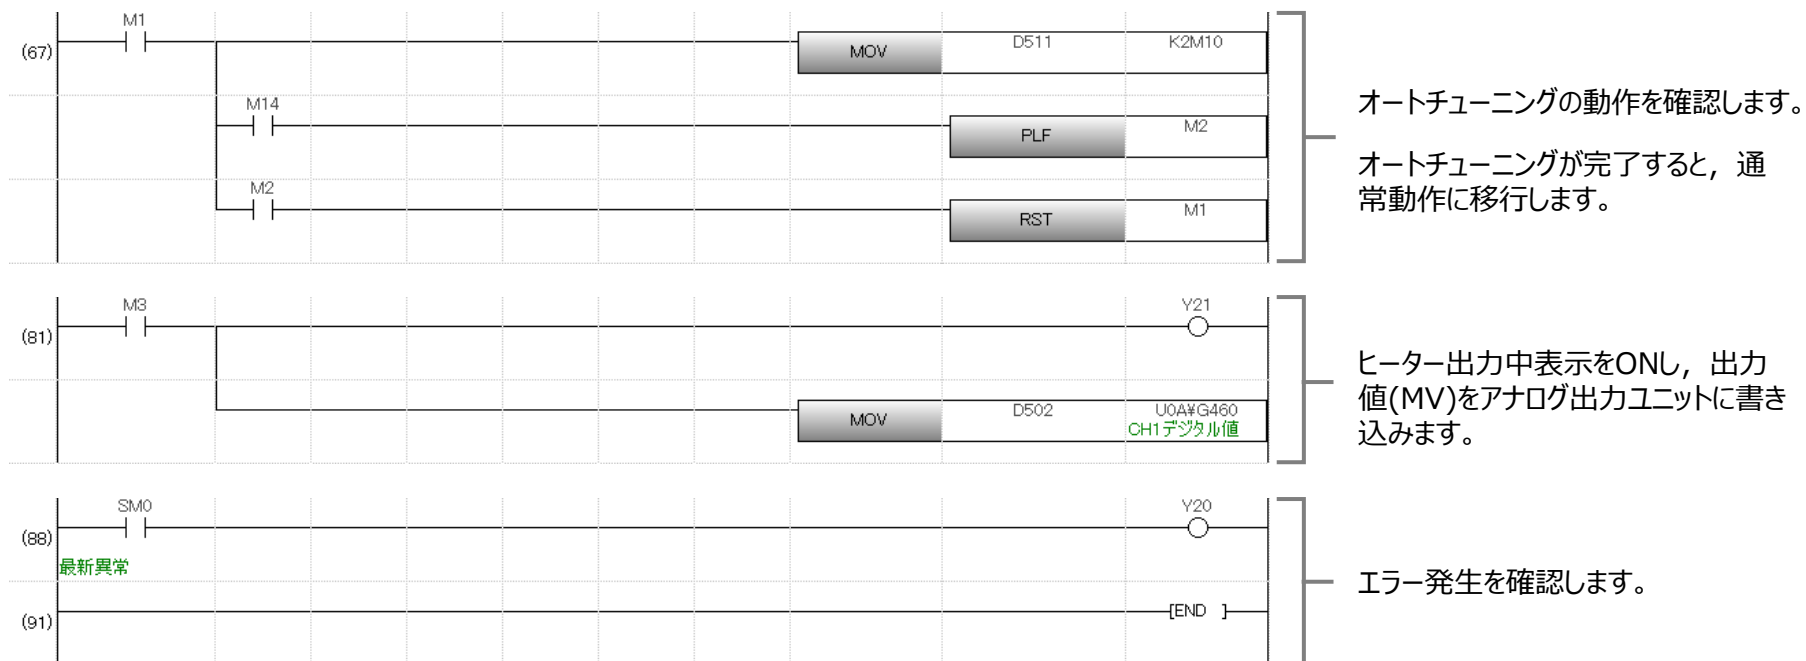 M1
(67)
MOV D511 K2M10
M14
PLF M2
M2
RST M1
オートチューニングの動作を確認します。
オートチューニングが完了すると，通
常動作に移行します。
M3 Y21
(81)
MOV D502 U0A¥G460
CH1デジタル値
ヒーター出力中表示をONし，出力
値(MV)をアナログ出力ユニットに書き
込みます。
SM0 Y20
(88)
最新異常
(91) [END ]
エラー発生を確認します。